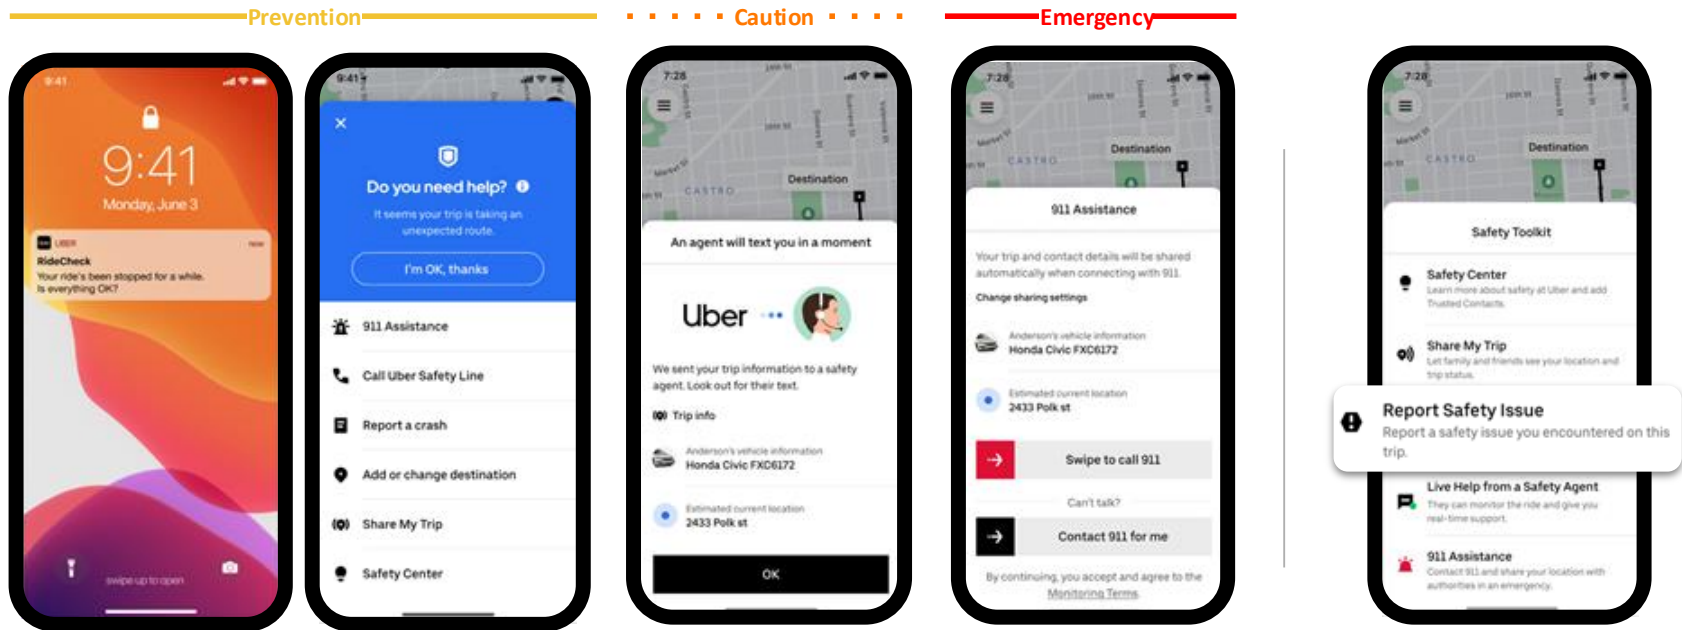 Prevention
Caution
Emergency
9:41
9:41
Monday, June 3
UBER
now
RideCheck
Your ride's been stopped for a while.
Is everything OK?
swipe up to open
9:41
Do you need help?
It seems your trip is taking an
unexpected route.
I'm OK, thanks
911 Assistance
Call Uber Safety Line
Report a crash
Add or change destination
Share My Trip
Safety Center
7:28
Market St
CASTRO
Destination
An agent will text you in a moment
Uber
We sent your trip information to a safety
agent. Look out for their text.
Trip info
Anderson's vehicle information
Honda Civic FXC6172
Estimated current location
2433 Polk st
OK
7:28
Market St
CASTRO
Destination
911 Assistance
Your trip and contact details will be shared
automatically when connecting with 911.
Change sharing settings
Anderson's vehicle information
Honda Civic FXC6172
Estimated current location
2433 Polk st
Swipe to call 911
Can't talk?
Contact 911 for me
By continuing, you accept and agree to the
Monitoring Terms.
7:28
Market St
CASTRO
Destination
Safety Toolkit
Safety Center
Learn more about safety at Uber and add
Trusted Contacts.
Share My Trip
Let family and friends see your location and
trip status.
Report Safety Issue
Report a safety issue you encountered on this
trip.
Live Help from a Safety Agent
They can monitor the ride and give you
real-time support.
911 Assistance
Contact 911 and share your location with
authorities in an emergency.